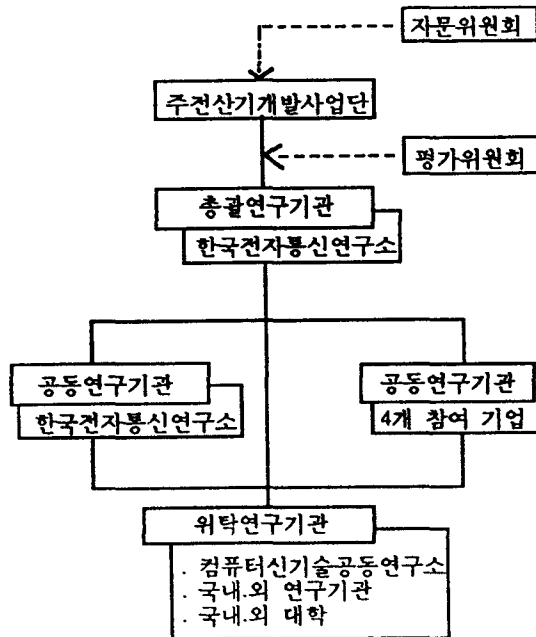 자문위원회
주전산기개발사업단
평가위원회
총괄연구기관
한국전자통신연구소
공동연구기관
한국전자통신연구소
공동연구기관
4개 참여 기업
위탁연구기관
. 컴퓨터신기술공동연구소
. 국내.외 연구기관
. 국내.외 대학